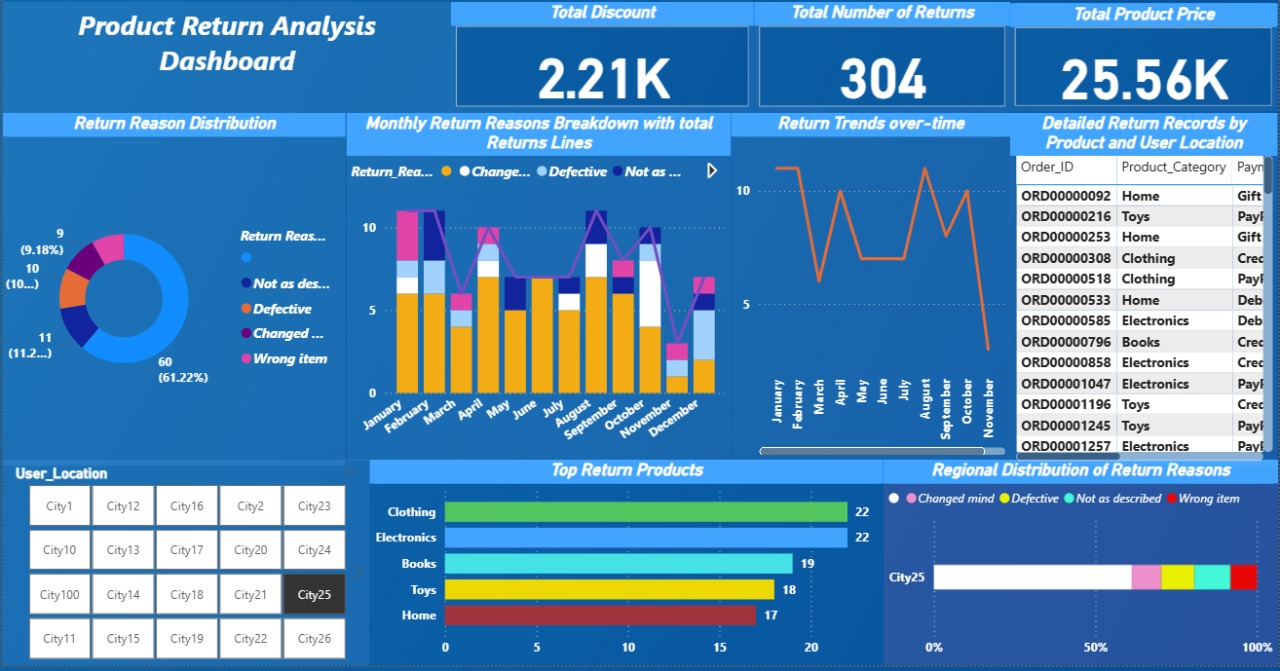 Product Return Analysis
Dashboard
Total Discount
2.21K
Total Number of Returns
304
Total Product Price
25.56K
Return Reason Distribution
9
(9.18%)
10
(10...)
11
(11.2...)
60
(61.22%)
Return Reas...
Not as des...
Defective
Changed ...
Wrong item
Monthly Return Reasons Breakdown with total
Returns Lines
Return_Rea...
Change...
Defective
Not as ...
10
5
0
January
February
March
April
May
June
July
August
September
October
November
December
Return Trends over-time
10
5
January
February
March
April
May
June
July
August
September
October
November
Detailed Return Records by
Product and User Location
Order_ID Product_Category Payn
ORD00000092 Home Gift
ORD00000216 Toys PayP
ORD00000253 Home Gift
ORD00000308 Clothing Cred
ORD00000518 Clothing PayP
ORD00000533 Home Deb
ORD00000585 Electronics Deb
ORD00000796 Books Cred
ORD00000858 Electronics Cred
ORD00001047 Electronics PayP
ORD00001196 Toys Cred
ORD00001245 Toys PayP
ORD00001257 Electronics PayP
User_Location
City1 City12 City16 City2 City23
City10 City13 City17 City20 City24
City100 City14 City18 City21 City25
City11 City15 City19 City22 City26
Top Return Products
Clothing 22
Electronics 22
Books 19
Toys 18
Home 17
0 5 10 15 20
Regional Distribution of Return Reasons
Changed mind Defective Not as described Wrong item
City25
0% 50% 100%